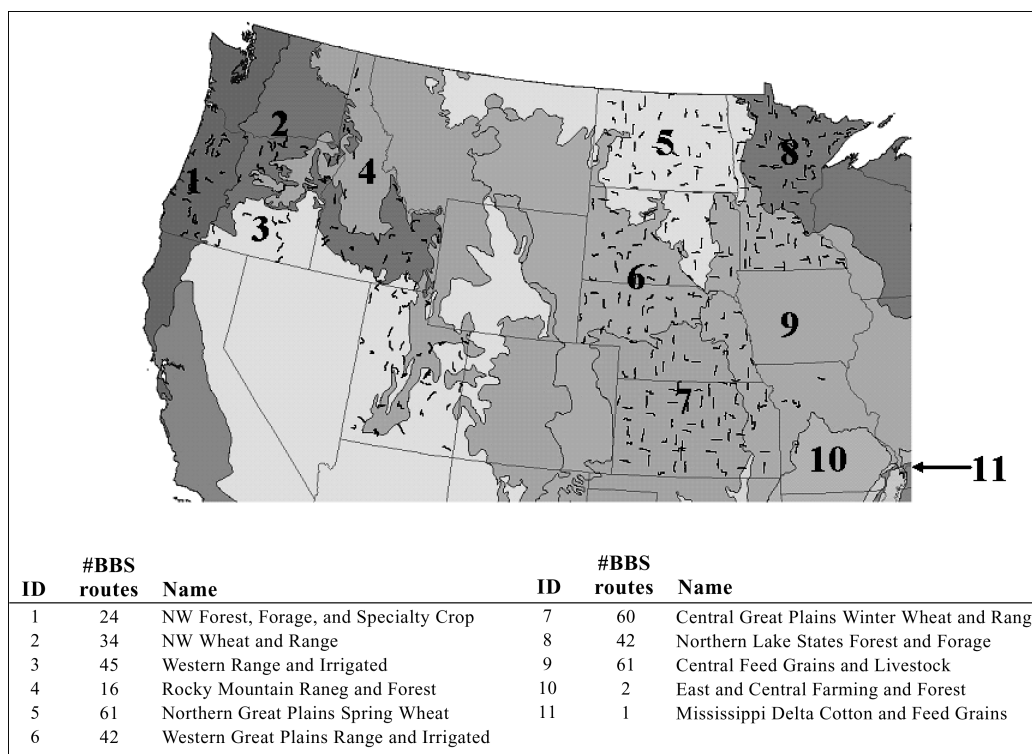 1
2
3
4
5
6
7
8
9
10
11
ID #BBS routes Name
1 24 NW Forest, Forage, and Specialty Crop
2 34 NW Wheat and Range
3 45 Western Range and Irrigated
4 16 Rocky Mountain Raneg and Forest
5 61 Northern Great Plains Spring Wheat
6 42 Western Great Plains Range and Irrigated
ID #BBS routes Name
7 60 Central Great Plains Winter Wheat and Rang
8 42 Northern Lake States Forest and Forage
9 61 Central Feed Grains and Livestock
10 2 East and Central Farming and Forest
11 1 Mississippi Delta Cotton and Feed Grains